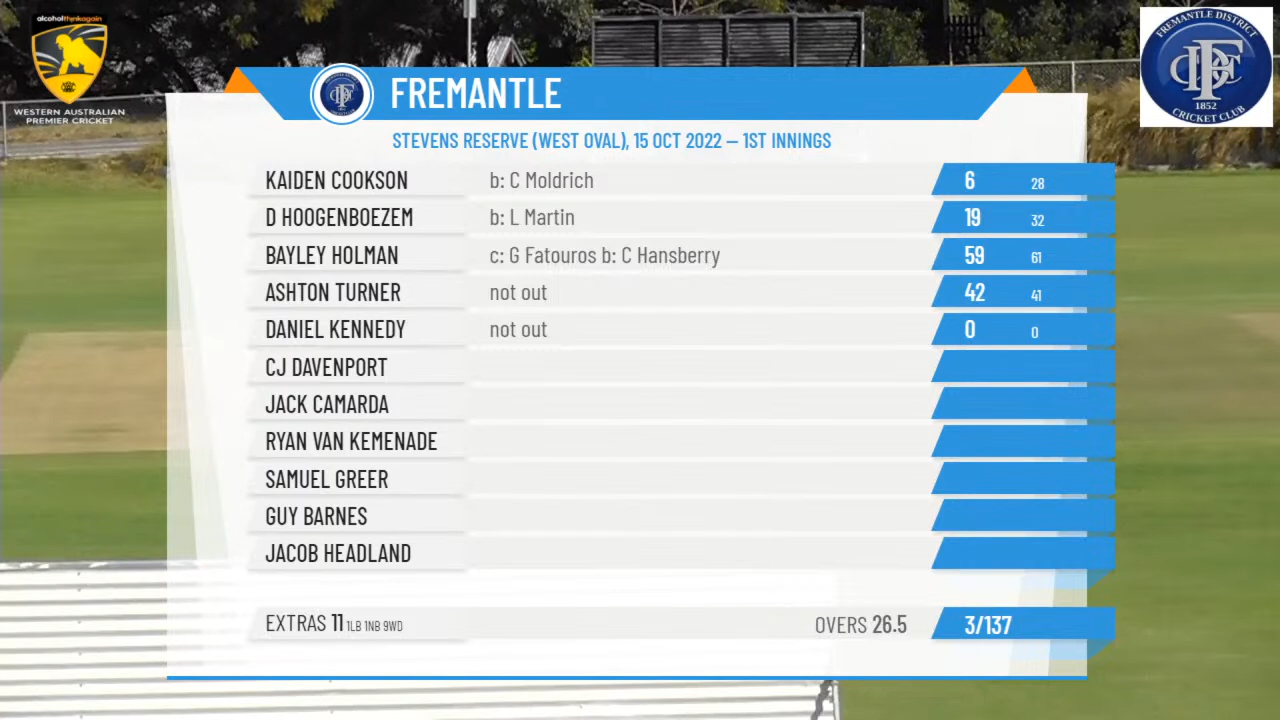 alcoholthinkagain
WESTERN AUSTRALIAN
PREMIER CRICKET
FREMANTLE DISTRICT
1852
CRICKET CLUB
FREMANTLE
STEVENS RESERVE (WEST OVAL), 15 OCT 2022 – 1ST INNINGS
KAIDEN COOKSON b: C Moldrich 6 28
D HOOGENBOEZEM b: L Martin 19 32
BAYLEY HOLMAN c: G Fatouros b: C Hansberry 59 61
ASHTON TURNER not out 42 41
DANIEL KENNEDY not out 0 0
CJ DAVENPORT
JACK CAMARDA
RYAN VAN KEMENADE
SAMUEL GREER
GUY BARNES
JACOB HEADLAND
EXTRAS 11 1LB 1NB 9WD OVERS 26.5 3/137